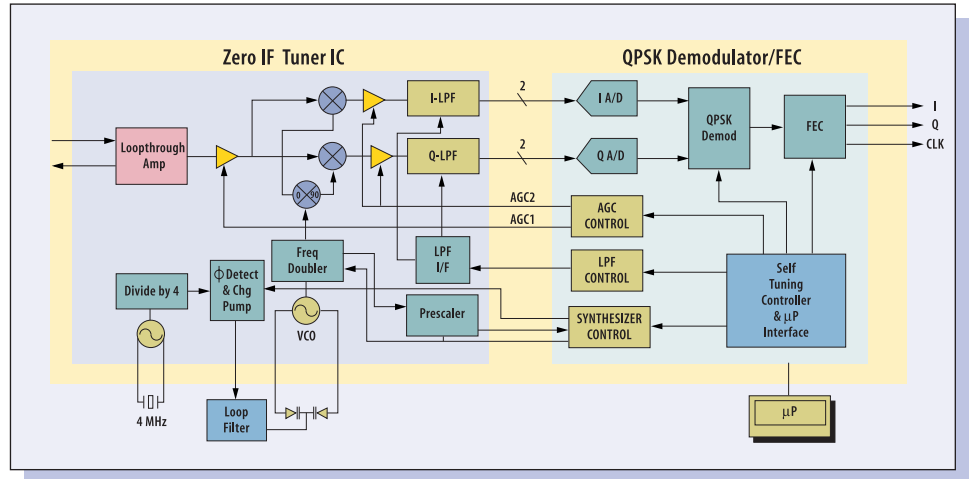 Zero IF Tuner IC
QPSK Demodulator/FEC
Loopthrough
Amp
I-LPF
Q-LPF
2
2
I A/D
Q A/D
QPSK
Demod
FEC
I
Q
CLK
0
90
AGC2
AGC1
AGC
CONTROL
Freq
Doubler
LPF
I/F
LPF
CONTROL
Self
Tuning
Controller
& μP
Interface
Divide by 4
Φ Detect
& Chg
Pump
VCO
Prescaler
SYNTHESIZER
CONTROL
4 MHz
Loop
Filter
μP